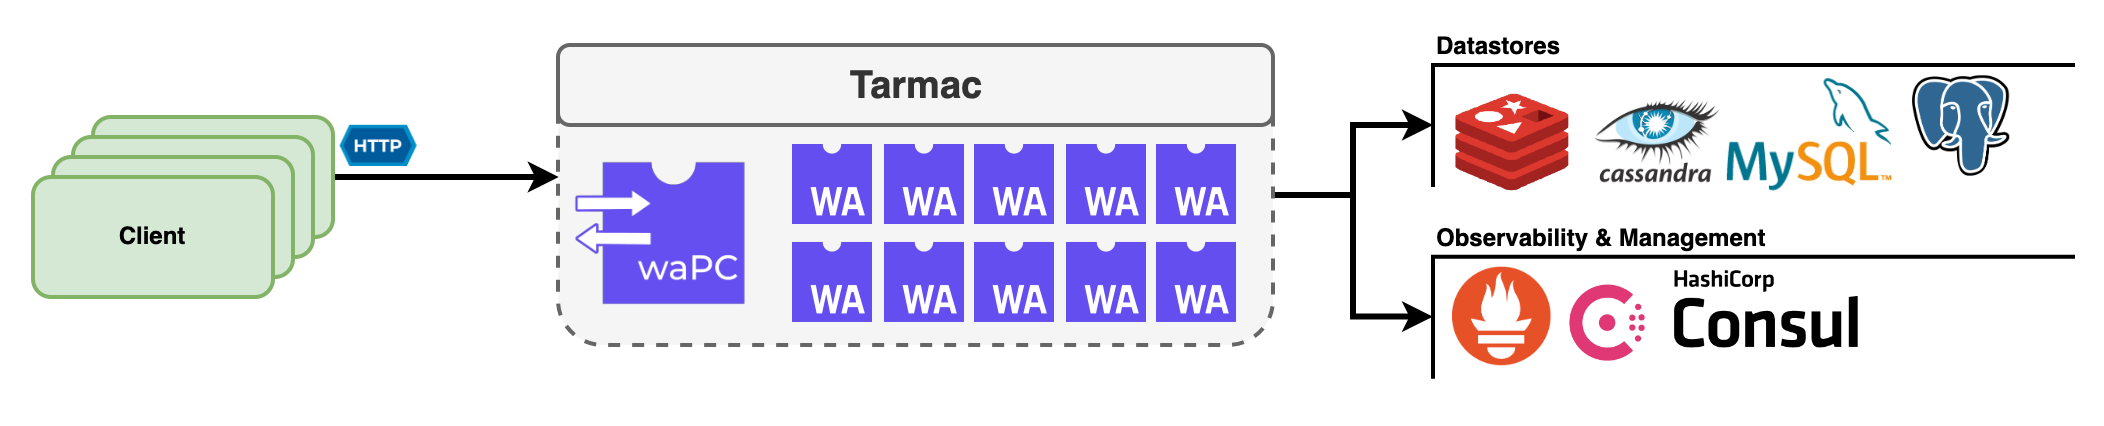 Client
HTTP
Tarmac
waPC
WA WA WA WA WA
WA WA WA WA WA
Datastores
cassandra
MySQL™
Observability & Management
HashiCorp
Consul